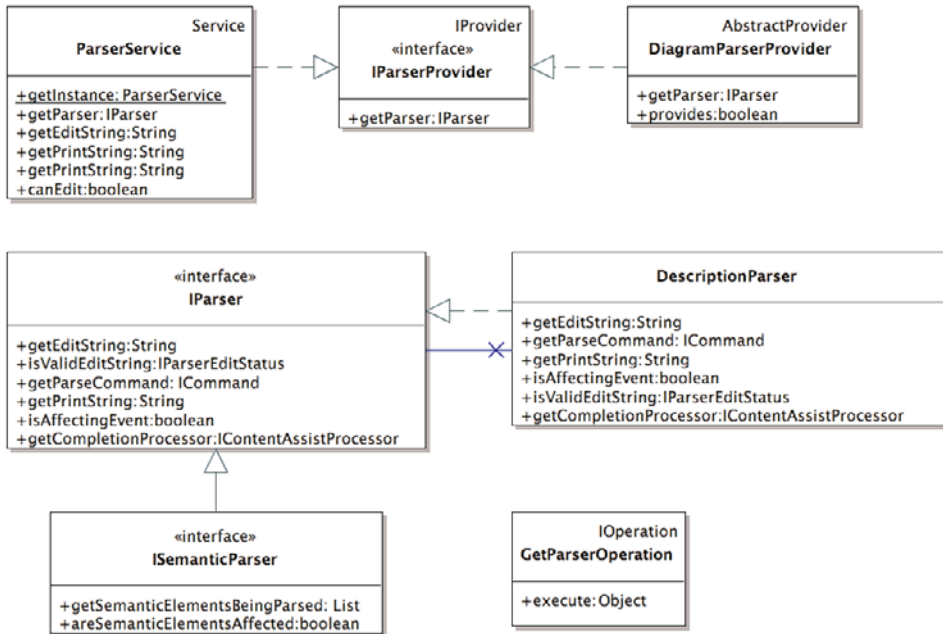 Service
ParserService
+getInstance:ParserService
+getParser:IParser
+getEditString:String
+getPrintString:String
+getPrintString:String
+canEdit:boolean
IProvider
«interface»
IParserProvider
+getParser:IParser
AbstractProvider
DiagramParserProvider
+getParser:IParser
+provides:boolean
«interface»
IParser
+getEditString:String
+isValidEditString:IParserEditStatus
+getParseCommand: ICommand
+getPrintString:String
+isAffectingEvent:boolean
+getCompletionProcessor:IContentAssistProcessor
DescriptionParser
+getEditString:String
+getParseCommand: ICommand
+getPrintString:String
+isAffectingEvent:boolean
+isValidEditString:IParserEditStatus
+getCompletionProcessor:IContentAssistProcessor
«interface»
ISemanticParser
+getSemanticElementsBeingParsed: List
+areSemanticElementsAffected:boolean
IOperation
GetParserOperation
+execute:Object